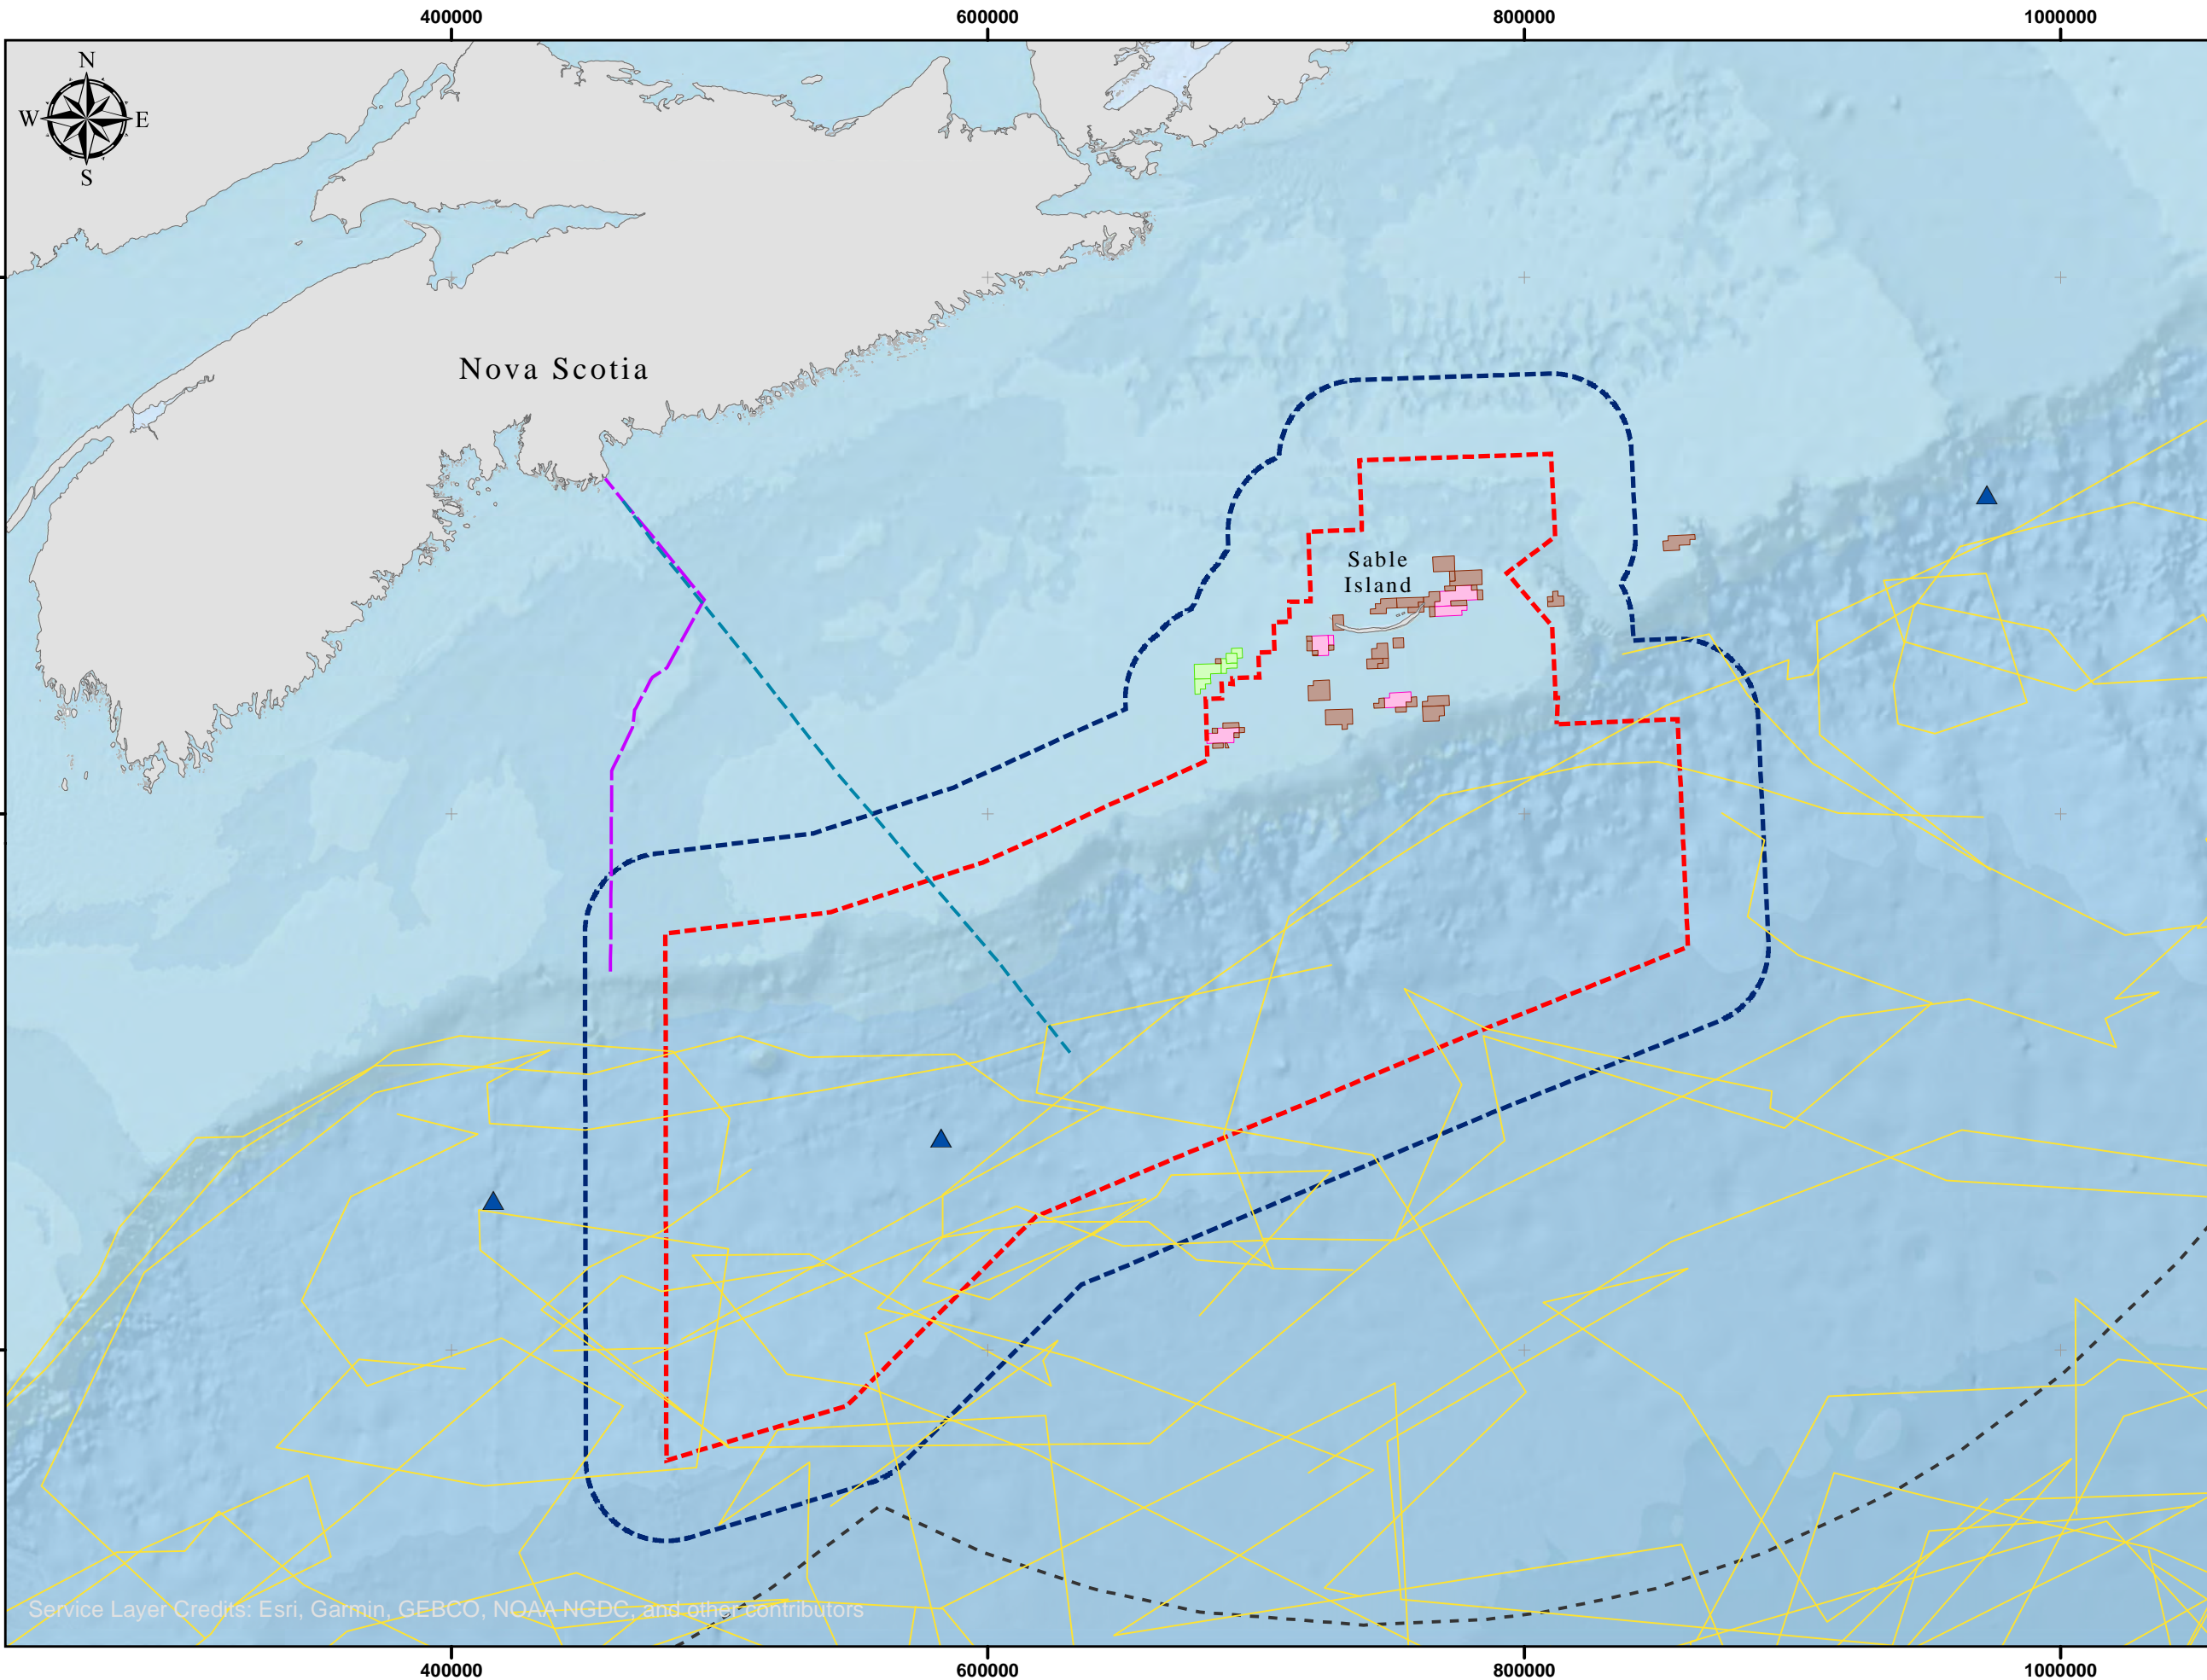 400000 600000 800000 1000000
N
W E
S
Nova Scotia
Sable
Island
Service Layer Credits: Esri, Garmin, GEBCO, NOAA NGDC, and other contributors
400000 600000 800000 1000000